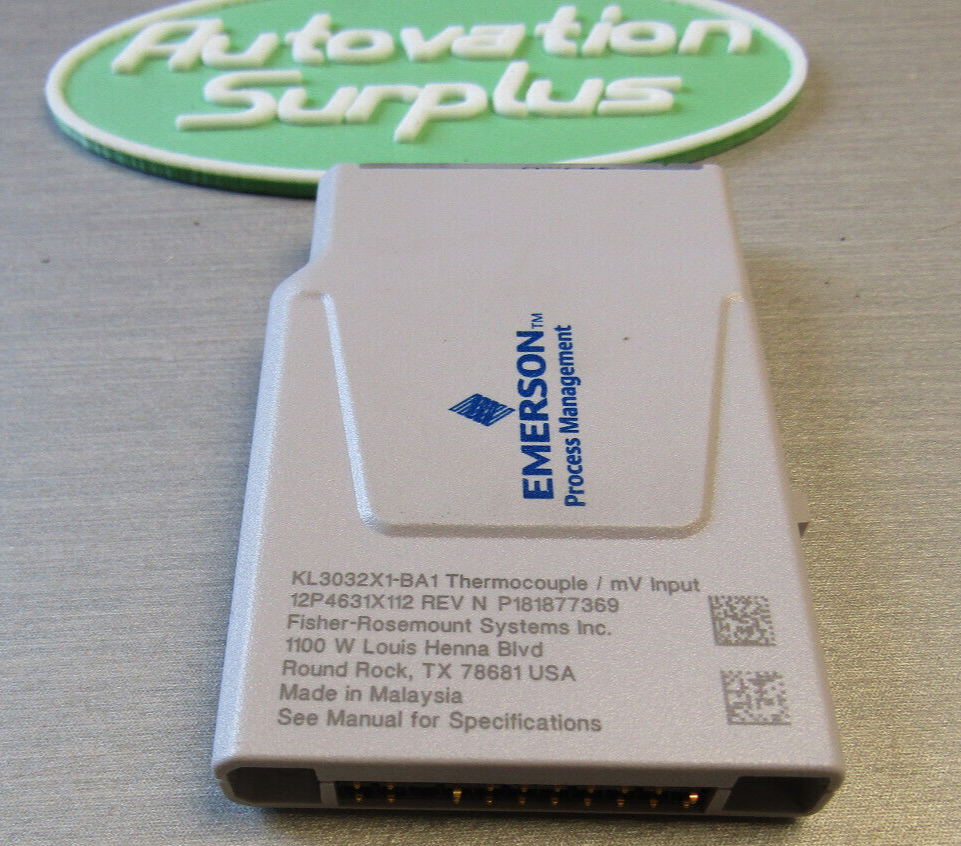 Autovation
Surplus
EMERSON™
Process Management
KL3032X1-BA1 Thermocouple / mV Input
12P4631X112 REV N P181877369
Fisher-Rosemount Systems Inc.
1100 W Louis Henna Blvd
Round Rock, TX 78681 USA
Made in Malaysia
See Manual for Specifications